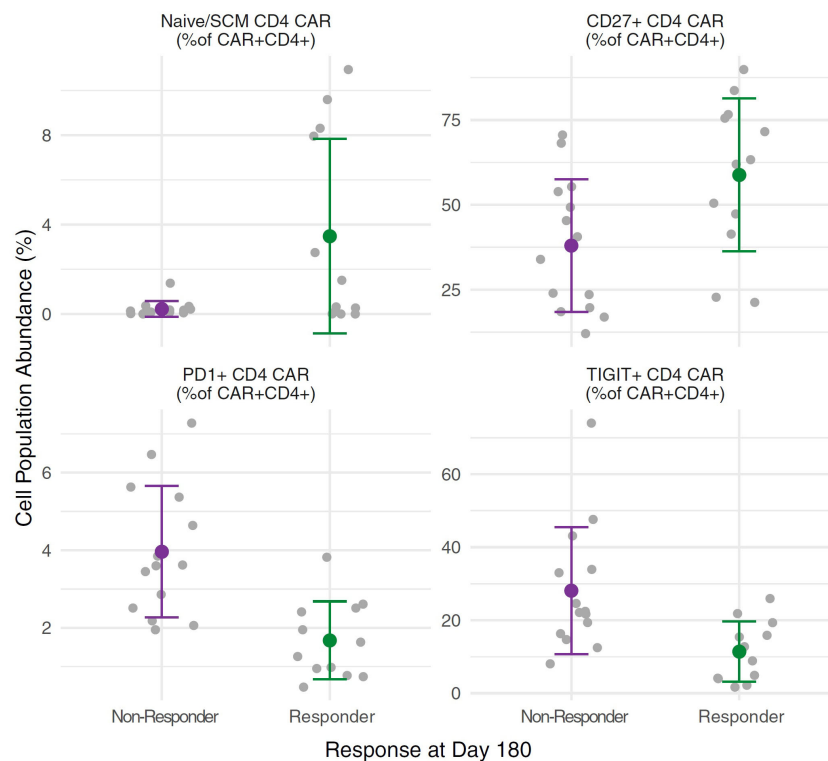 Naive/SCM CD4 CAR
(%of CAR+CD4+)
CD27+ CD4 CAR
(%of CAR+CD4+)
8
4
0
75
50
25
PD1+ CD4 CAR
(%of CAR+CD4+)
TIGIT+ CD4 CAR
(%of CAR+CD4+)
6
4
2
60
40
20
0
Cell Population Abundance (%)
Non-Responder
Responder
Non-Responder
Responder
Response at Day 180